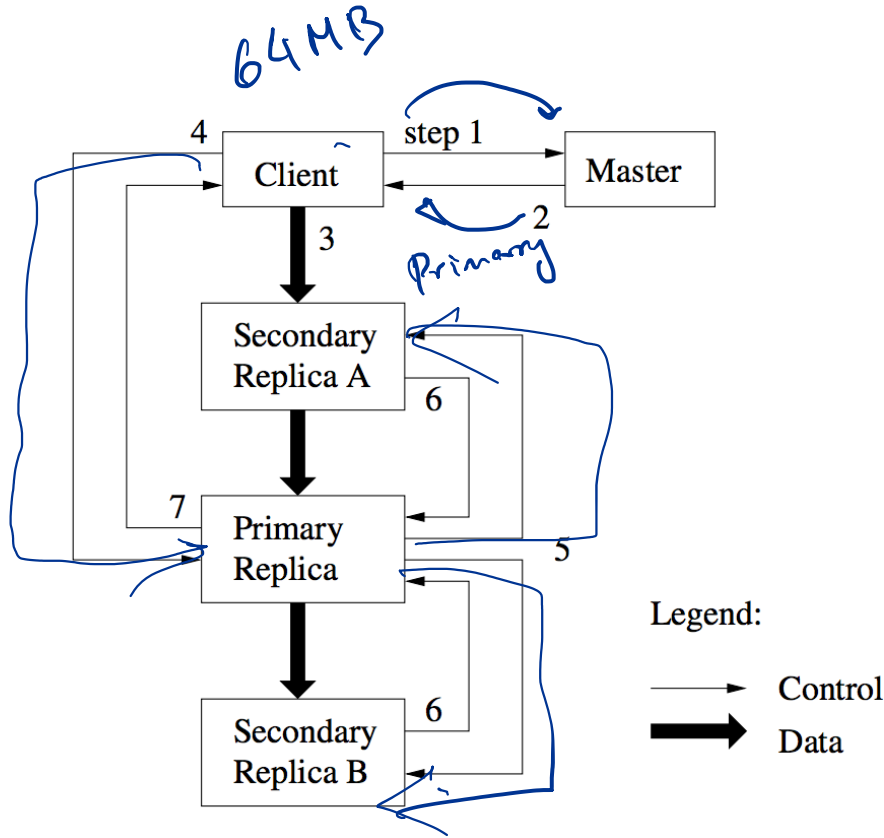 64MB
4
step 1
Client
Master
2
3
Primary
Secondary
Replica A
6
7
Primary
Replica
5
Legend:
Control
6
Secondary
Replica B
Data